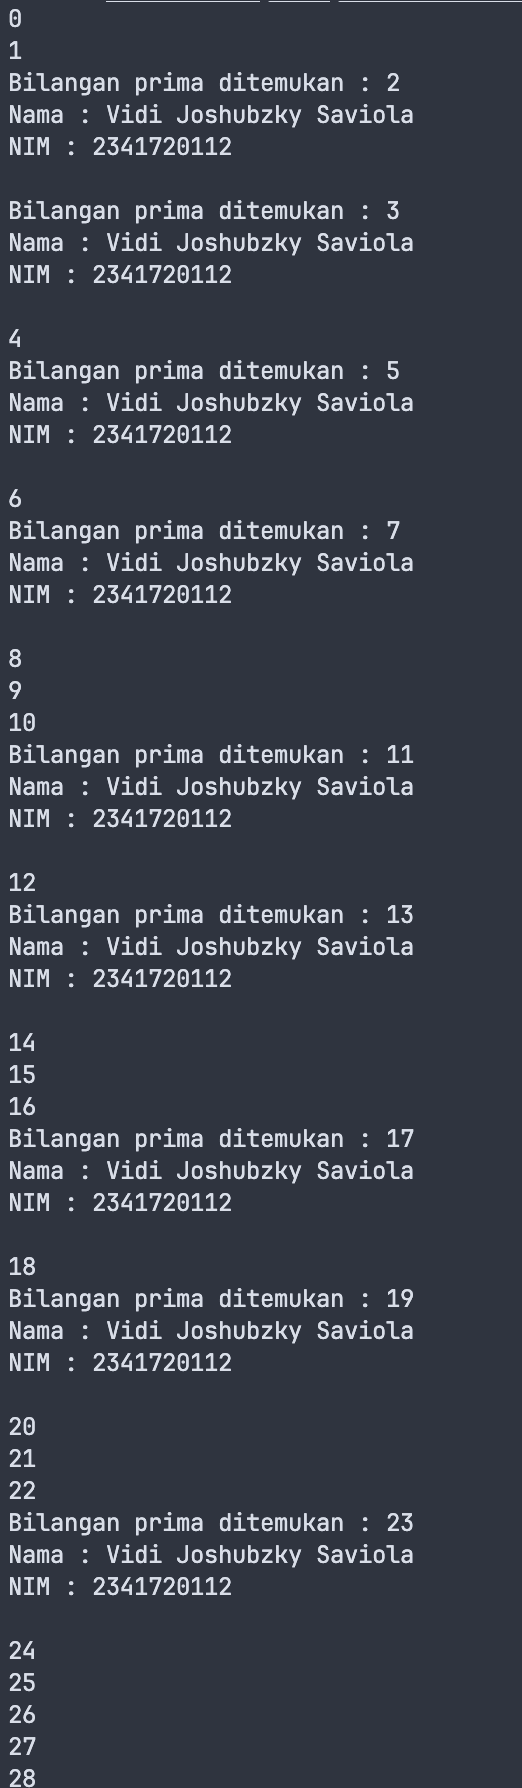 0
1
Bilangan prima ditemukan : 2
Nama : Vidi Joshubzky Saviola
NIM : 2341720112

Bilangan prima ditemukan : 3
Nama : Vidi Joshubzky Saviola
NIM : 2341720112

4
Bilangan prima ditemukan : 5
Nama : Vidi Joshubzky Saviola
NIM : 2341720112

6
Bilangan prima ditemukan : 7
Nama : Vidi Joshubzky Saviola
NIM : 2341720112

8
9
10
Bilangan prima ditemukan : 11
Nama : Vidi Joshubzky Saviola
NIM : 2341720112

12
Bilangan prima ditemukan : 13
Nama : Vidi Joshubzky Saviola
NIM : 2341720112

14
15
16
Bilangan prima ditemukan : 17
Nama : Vidi Joshubzky Saviola
NIM : 2341720112

18
Bilangan prima ditemukan : 19
Nama : Vidi Joshubzky Saviola
NIM : 2341720112

20
21
22
Bilangan prima ditemukan : 23
Nama : Vidi Joshubzky Saviola
NIM : 2341720112

24
25
26
27
28